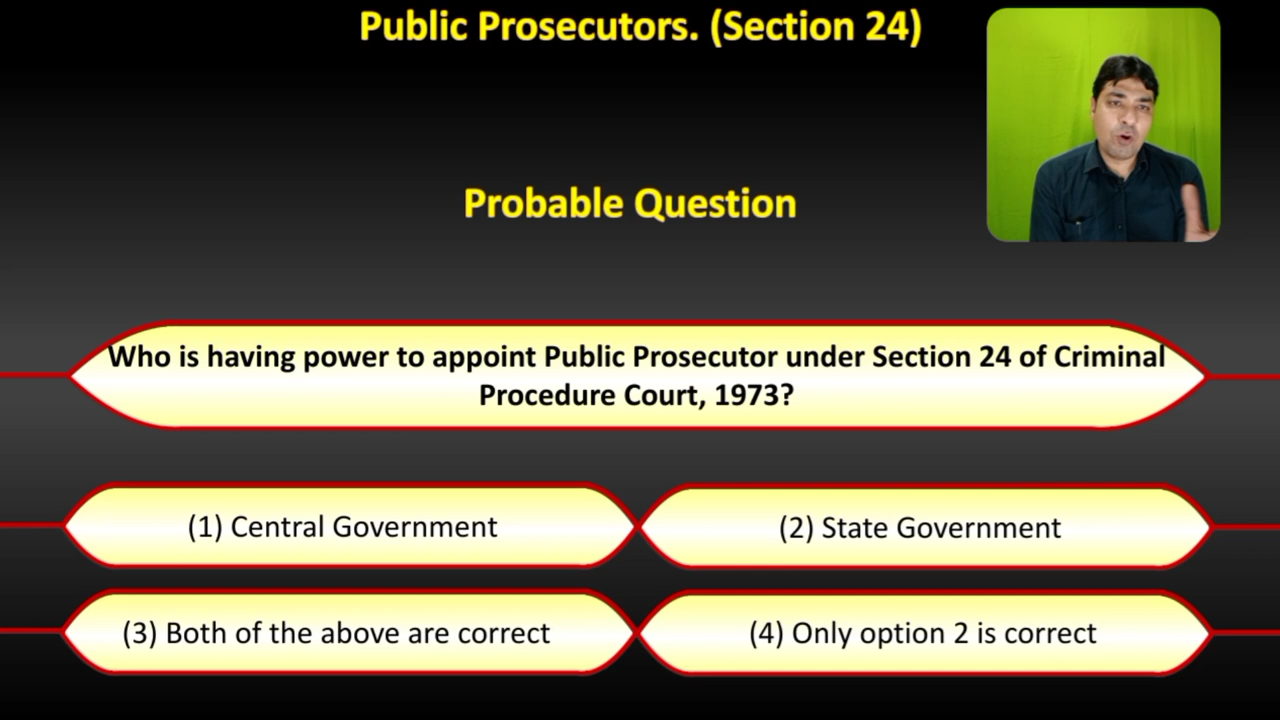 Public Prosecutors. (Section 24)
Probable Question
Who is having power to appoint Public Prosecutor under Section 24 of Criminal
Procedure Court, 1973?
(1) Central Government
(2) State Government
(3) Both of the above are correct
(4) Only option 2 is correct